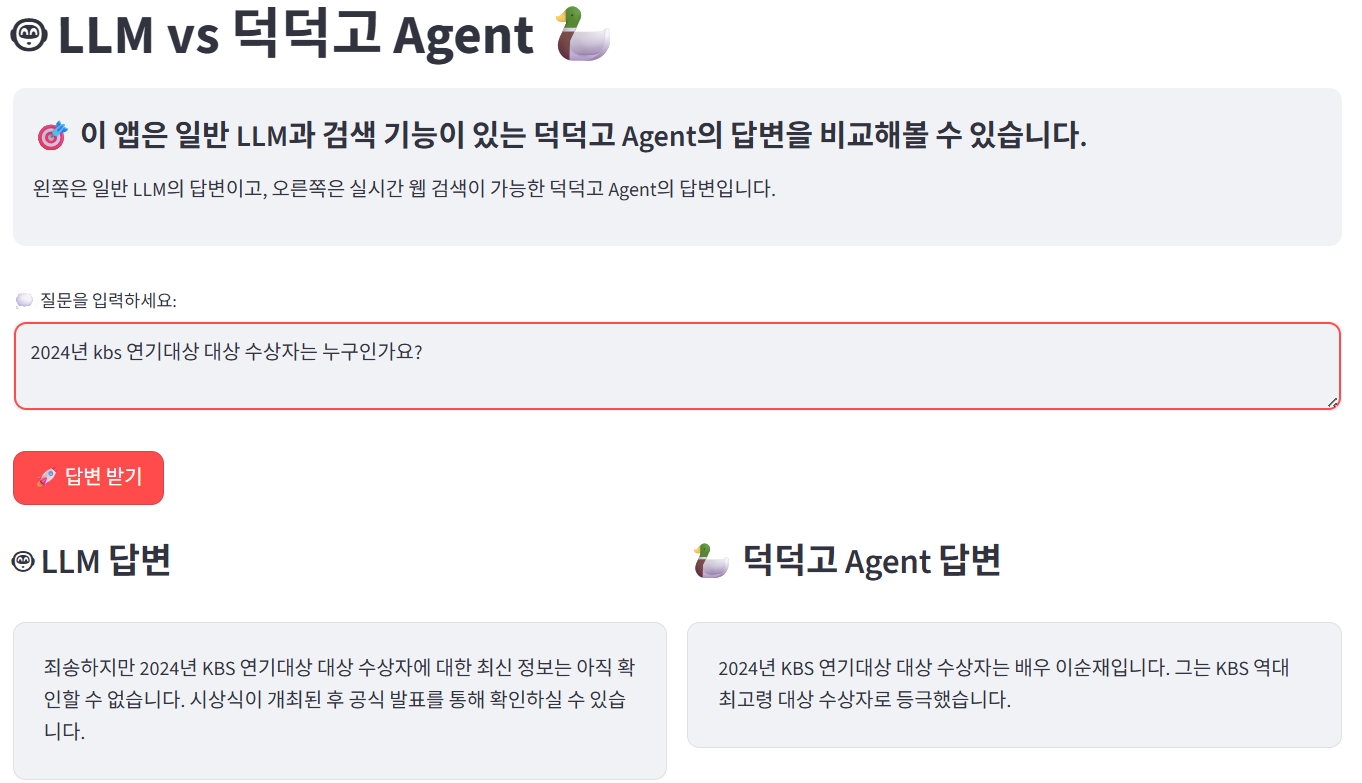 LLM vs 덕덕고 Agent
이 앱은 일반 LLM과 검색 기능이 있는 덕덕고 Agent의 답변을 비교해볼 수 있습니다.
왼쪽은 일반 LLM의 답변이고, 오른쪽은 실시간 웹 검색이 가능한 덕덕고 Agent의 답변입니다.
질문을 입력하세요:
2024년 kbs 연기대상 대상 수상자는 누구인가요?
답변 받기
LLM 답변
죄송하지만 2024년 KBS 연기대상 대상 수상자에 대한 최신 정보는 아직 확
인할 수 없습니다. 시상식이 개최된 후 공식 발표를 통해 확인하실 수 있습
니다.
덕덕고 Agent 답변
2024년 KBS 연기대상 대상 수상자는 배우 이순재입니다. 그는 KBS 역대
최고령 대상 수상자로 등극했습니다.